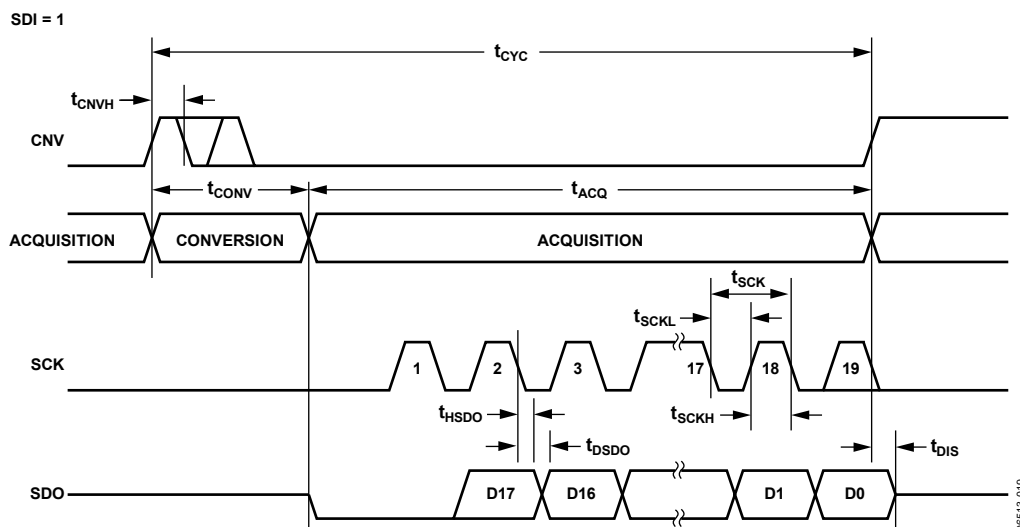 SDI = 1
tCYC
tCNVH
CNV
tCONV
tACQ
ACQUISITION
CONVERSION
ACQUISITION
tSCK
tSCKL
SCK
1
2
3
17
18
19
tHSDO
tSCKH
tDSDO
tDIS
SDO
D17
D16
D1
D0